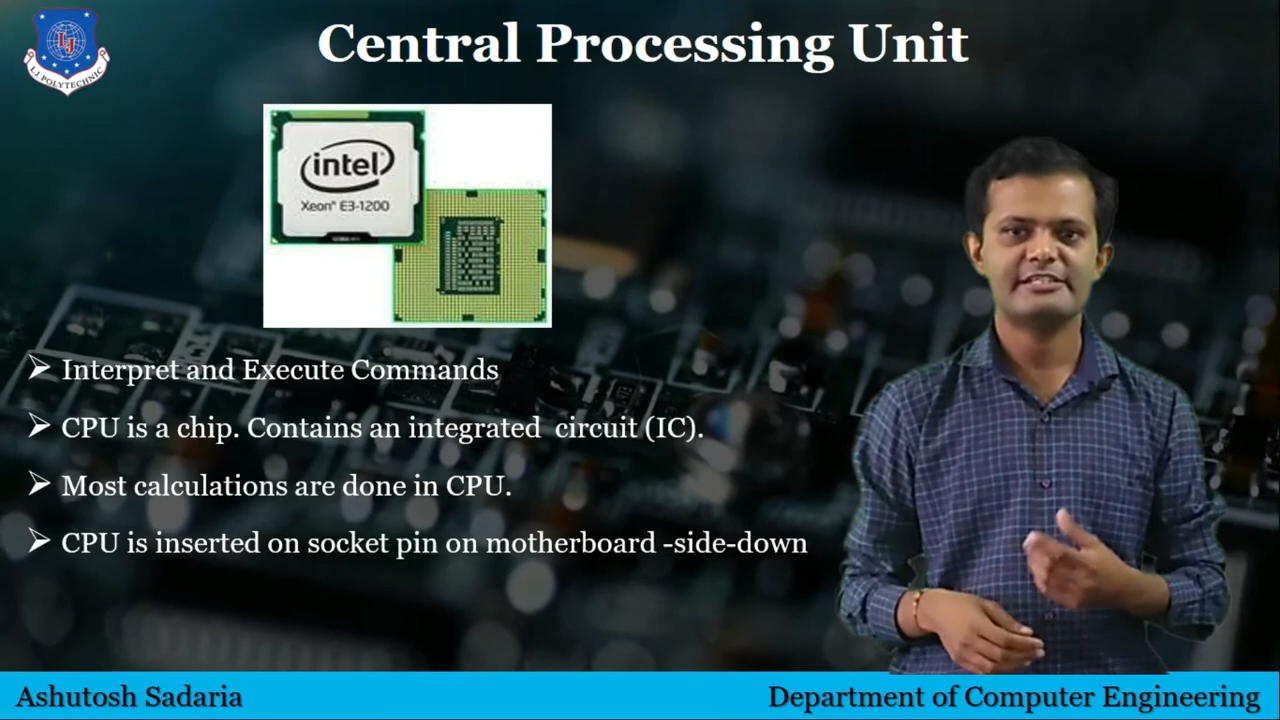 Central Processing Unit
LJ
L.J POLYTECHNIC
intel
Xeon® E3-1200
➢ Interpret and Execute Commands
➢ CPU is a chip. Contains an integrated circuit (IC).
➢ Most calculations are done in CPU.
➢ CPU is inserted on socket pin on motherboard -side-down
Ashutosh Sadaria
Department of Computer Engineering